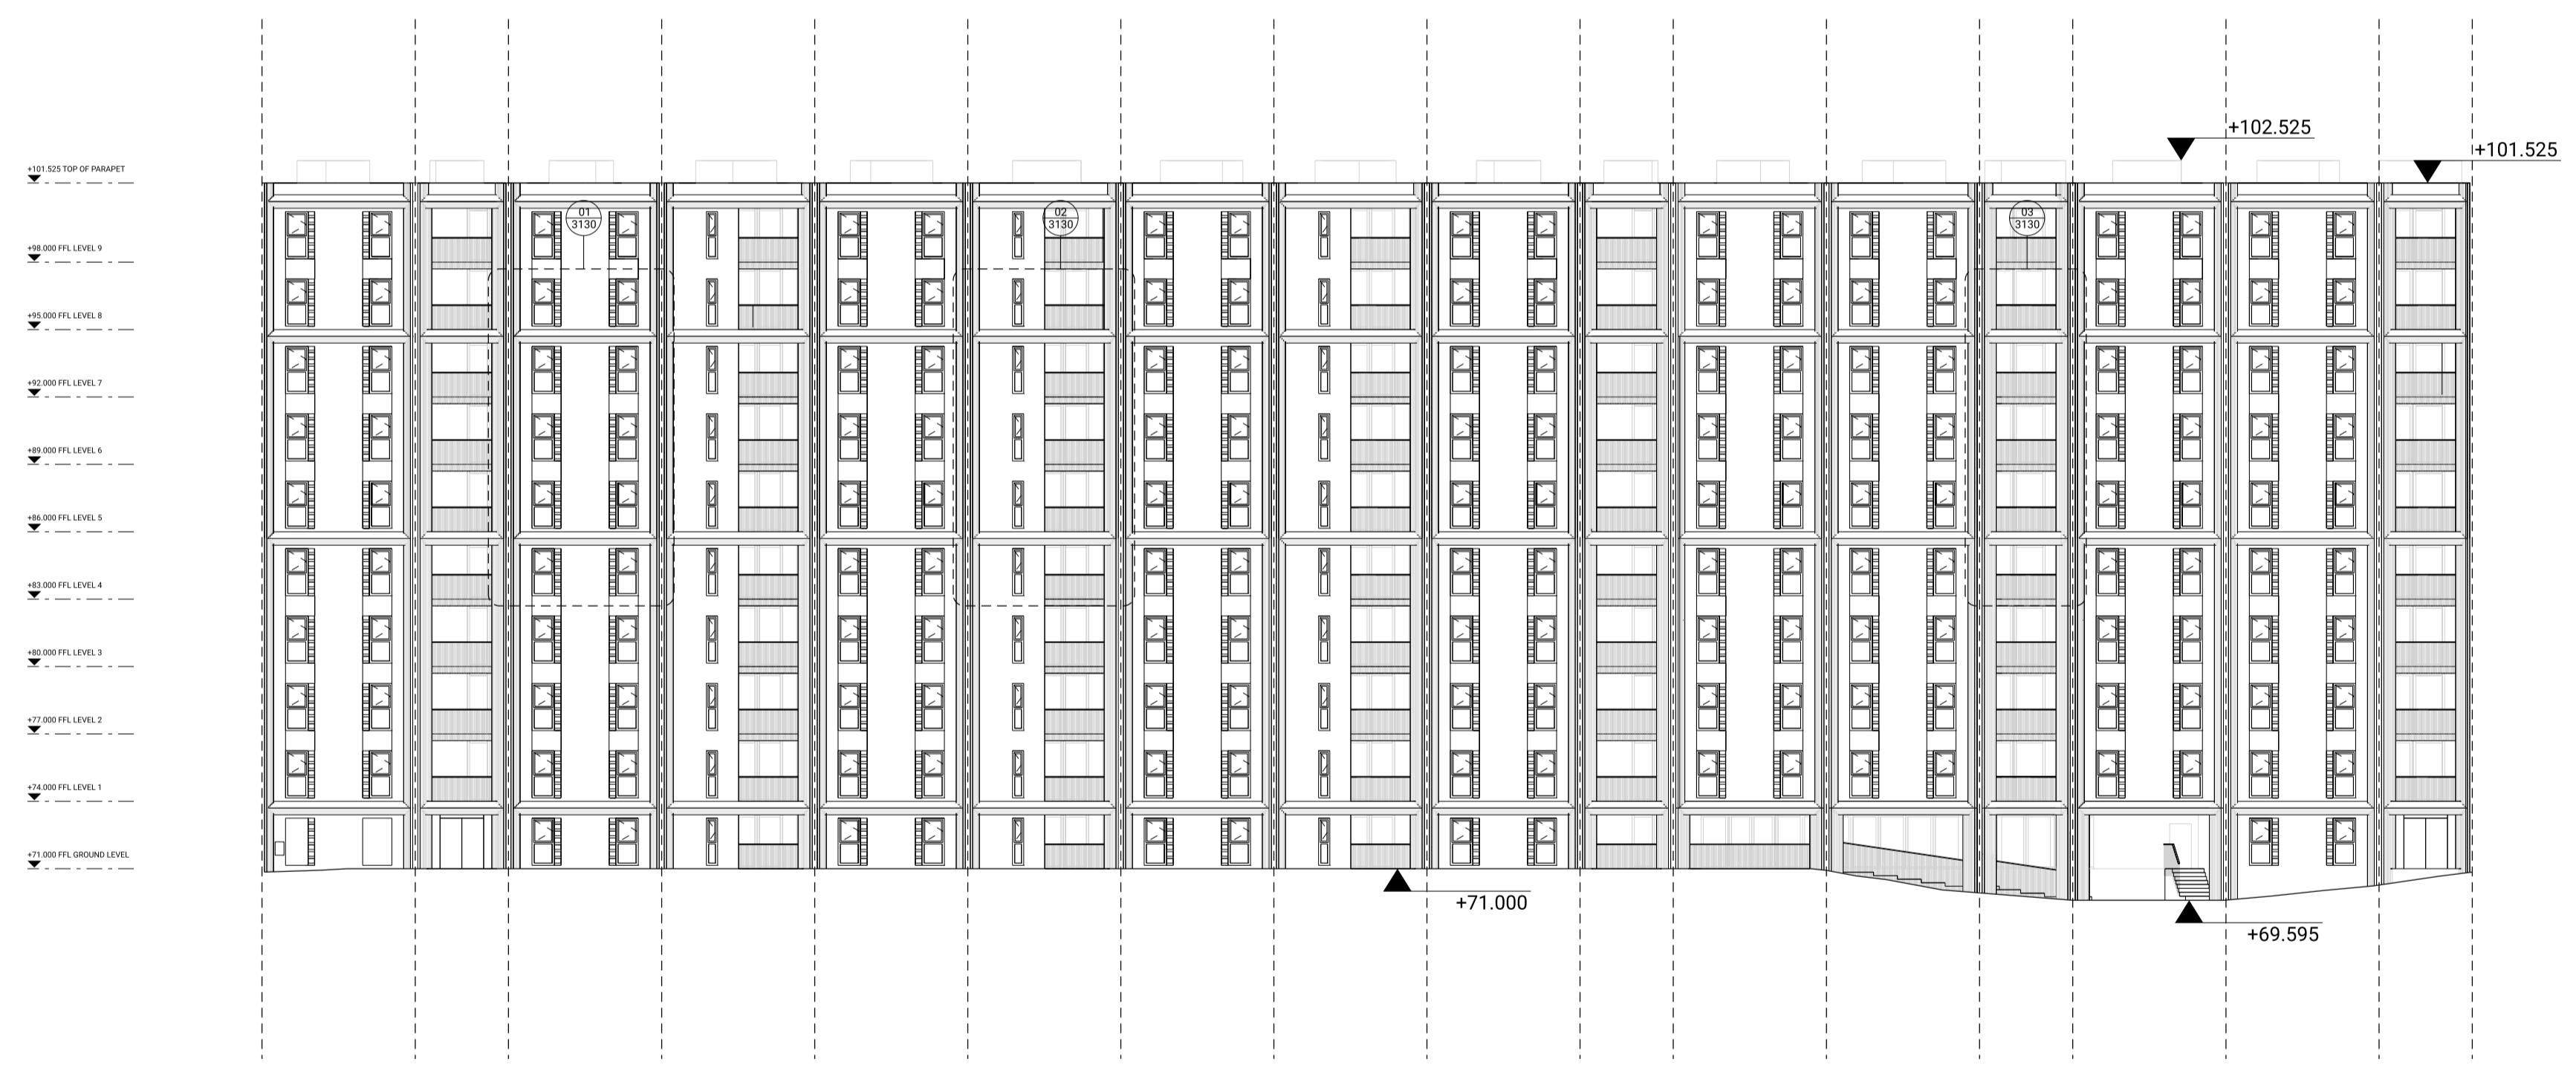 +102.525
+101.525
+101.525 TOP OF PARAPET
01
3130
02
3130
03
3130
+98.000 FFL LEVEL 9
+95.000 FFL LEVEL 8
+92.000 FFL LEVEL 7
+89.000 FFL LEVEL 6
+86.000 FFL LEVEL 5
+83.000 FFL LEVEL 4
+80.000 FFL LEVEL 3
+77.000 FFL LEVEL 2
+74.000 FFL LEVEL 1
+71.000 FFL GROUND LEVEL
+71.000
+69.595